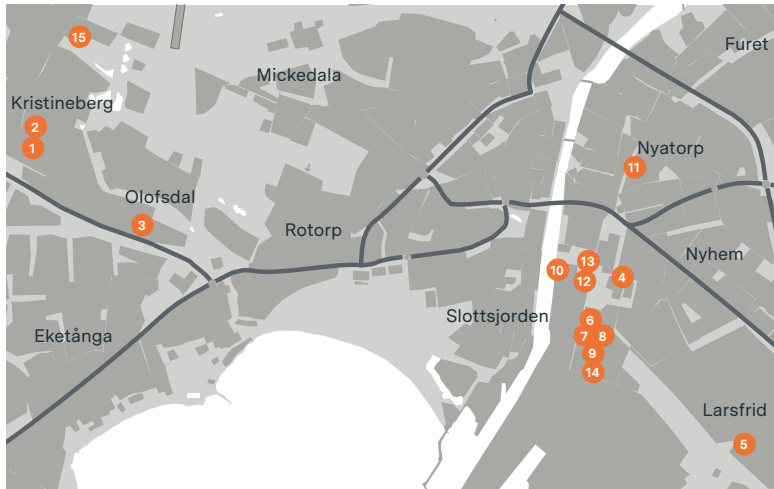 Furet
15
Mickedala
Kristineberg
2
1
Nyatorp
11
Olofsdal
3
Rotorp
Nyhem
13
10
12
4
Slottsjorden
6
7 8
9
14
Eketånga
Larsfrid
5